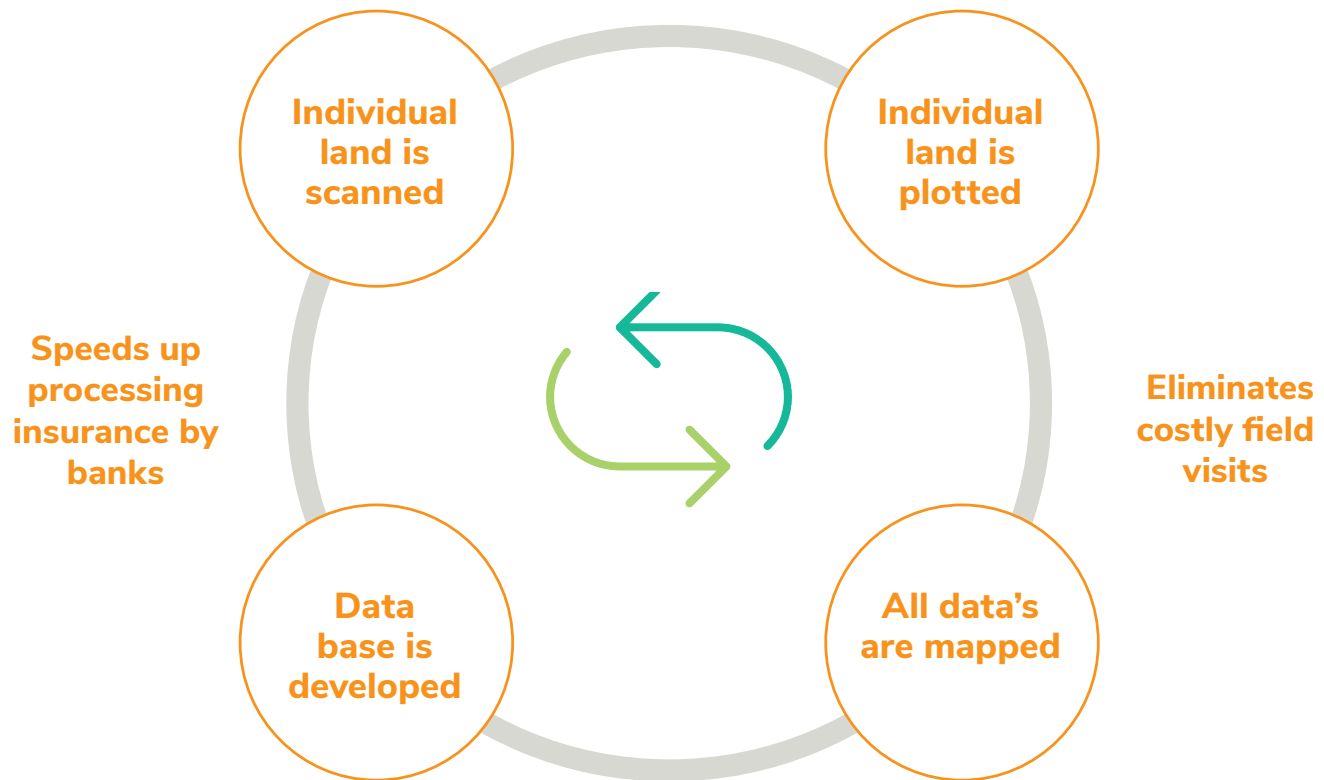 Individual
land is
scanned
Individual
land is
plotted
Speeds up
processing
insurance by
banks
Eliminates
costly field
visits
Data
base is
developed
All data’s
are mapped